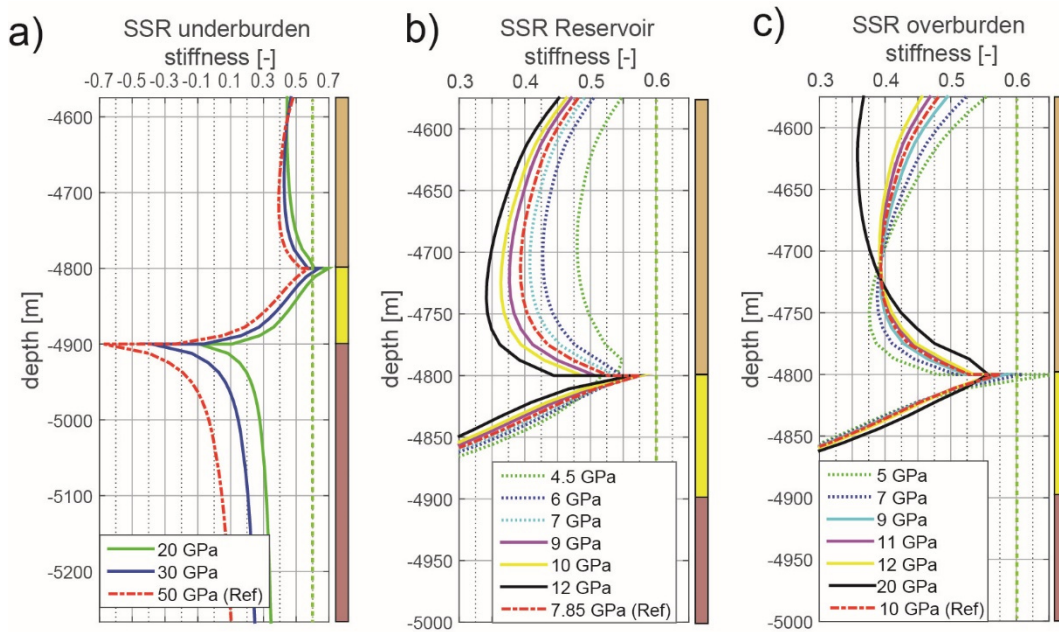 a)
SSR underburden
stiffness [-]
-0.7 -0.5 -0.3 -0.1 0.1 0.3 0.5 0.7
depth [m]
-4600
-4700
-4800
-4900
-5000
-5100
-5200
20 GPa
30 GPa
50 GPa (Ref)
b)
SSR Reservoir
stiffness [-]
0.3 0.4 0.5 0.6
depth [m]
-4600
-4650
-4700
-4750
-4800
-4850
-4900
-4950
-5000
4.5 GPa
6 GPa
7 GPa
9 GPa
10 GPa
12 GPa
7.85 GPa (Ref)
c)
SSR overburden
stiffness [-]
0.3 0.4 0.5 0.6
depth [m]
-4600
-4650
-4700
-4750
-4800
-4850
-4900
-4950
-5000
5 GPa
7 GPa
9 GPa
11 GPa
12 GPa
20 GPa
10 GPa (Ref)